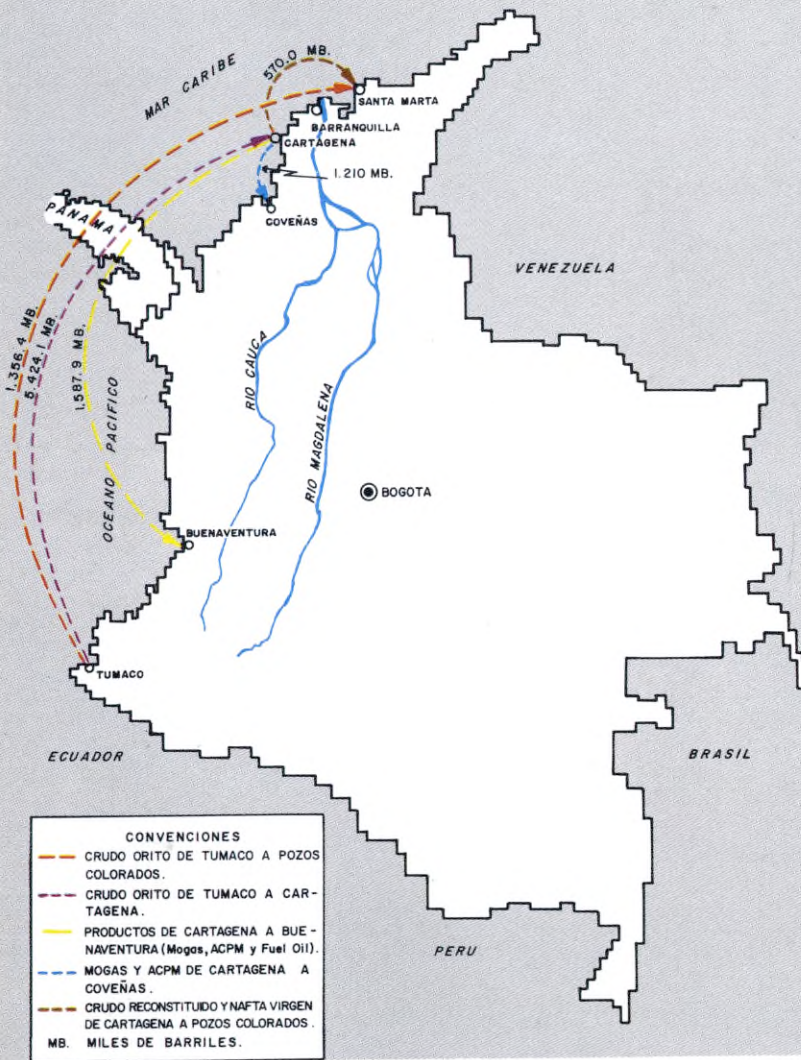 570.0 MB.
MAR CARIBE
SANTA MARTA
BARRANQUILLA
CARTAGENA
1.210 MB.
COVEÑAS
PANAMA
VENEZUELA
1.356.4 MB.
5.424.1 MB.
1.587.9 MB.
OCEANO PACIFICO
RIO CAUCA
RIO MAGDALENA
BOGOTA
BUENAVENTURA
TUMACO
ECUADOR
BRASIL
PERU
CONVENCIONES
CRUDO ORITO DE TUMACO A POZOS
COLORADOS.
CRUDO ORITO DE TUMACO A CAR-
TAGENA.
PRODUCTOS DE CARTAGENA A BUE-
NAVENTURA (Mogas, ACPM y Fuel Oil).
MOGAS Y ACPM DE CARTAGENA A
COVEÑAS.
CRUDO RECONSTITUIDO Y NAFTA VIRGEN
DE CARTAGENA A POZOS COLORADOS.
MB. MILES DE BARRILES.